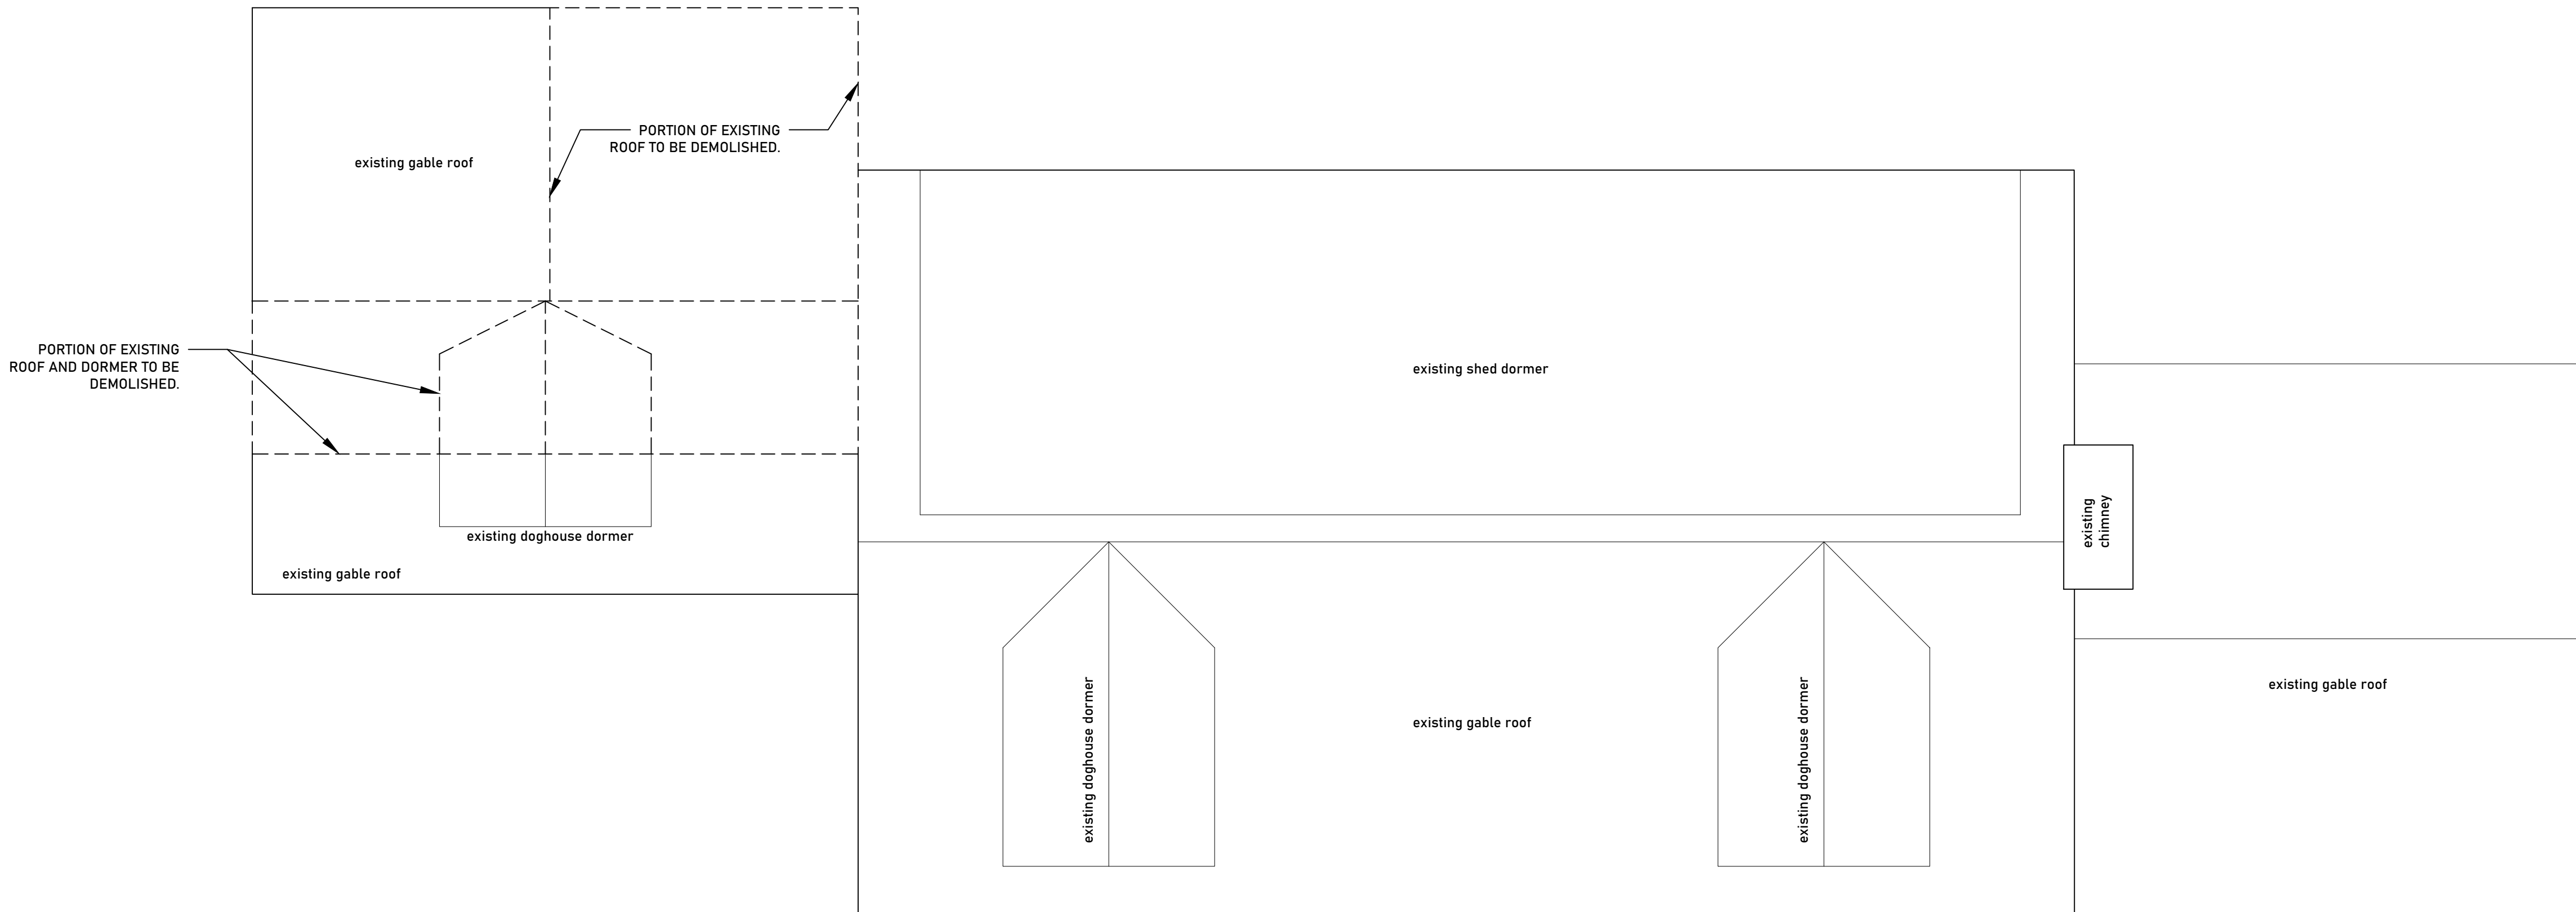 PORTION OF EXISTING
ROOF TO BE DEMOLISHED.
existing gable roof
PORTION OF EXISTING
ROOF AND DORMER TO BE
DEMOLISHED.
existing shed dormer
existing
chimney
existing doghouse dormer
existing gable roof
existing doghouse dormer
existing gable roof
existing doghouse dormer
existing gable roof